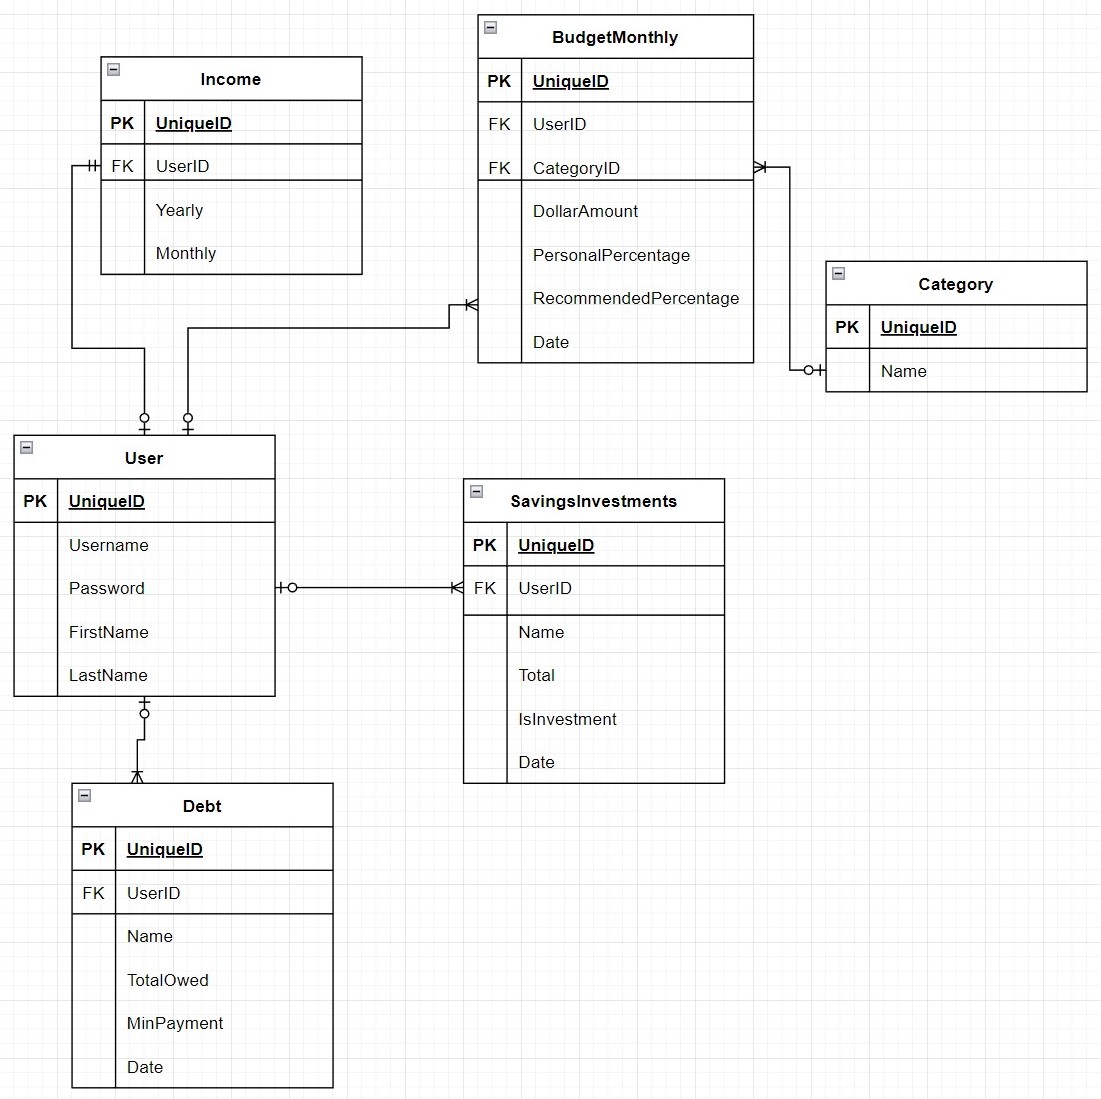 Income
PK UniqueID
FK UserID
Yearly
Monthly
BudgetMonthly
PK UniqueID
FK UserID
FK CategoryID
DollarAmount
PersonalPercentage
RecommendedPercentage
Date
Category
PK UniqueID
Name
User
PK UniqueID
Username
Password
FirstName
LastName
SavingsInvestments
PK UniqueID
FK UserID
Name
Total
IsInvestment
Date
Debt
PK UniqueID
FK UserID
Name
TotalOwed
MinPayment
Date